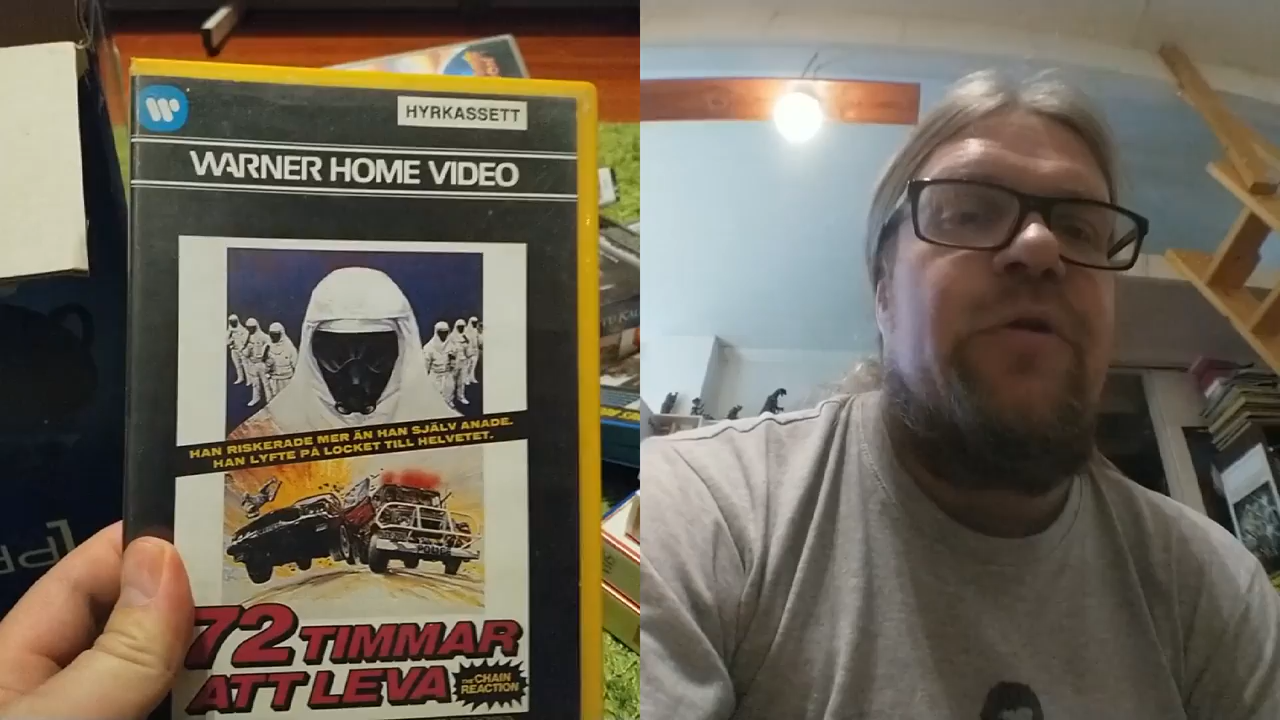 HYRKASSETT
WARNER HOME VIDEO
HAN RISKERADE MER ÄN HAN SJÄLV ANADE.
HAN LYFTE PÅ LOCKET TILL HELVETET.
POLICE
72 TIMMAR
ATT LEVA
THE CHAIN
REACTION